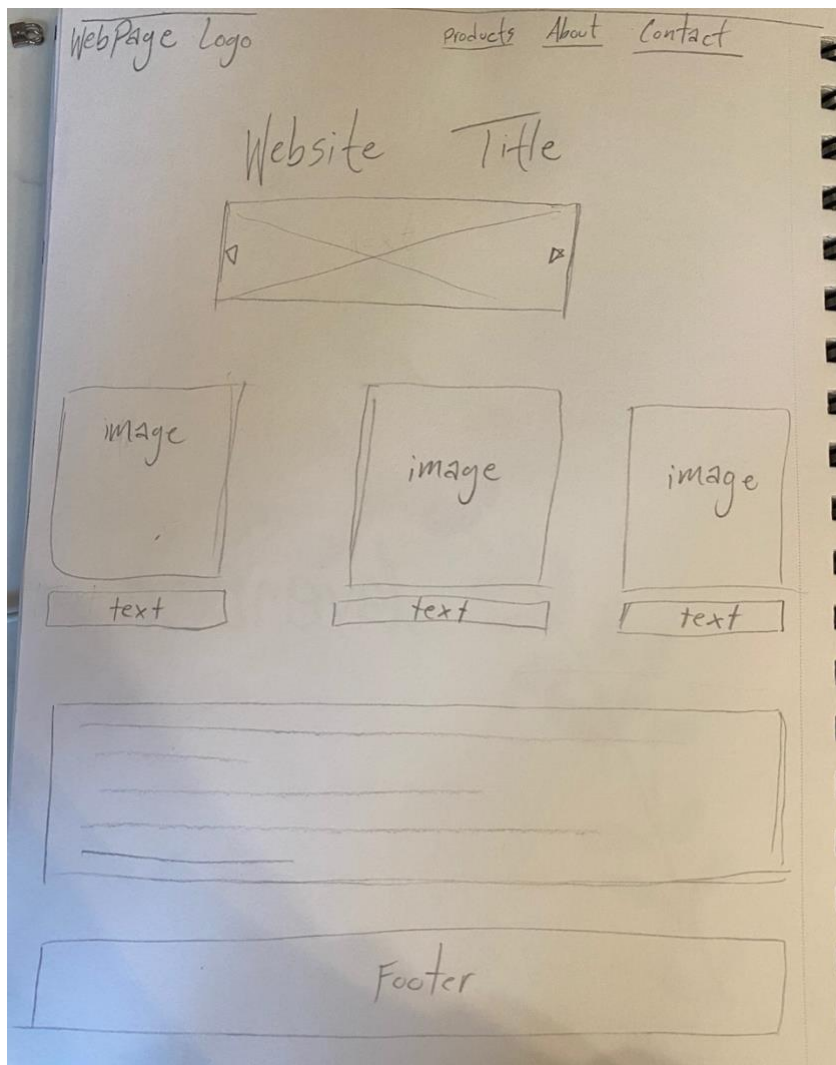 WebPage Logo Products About Contact
Website Title
image image image
text text text
Footer